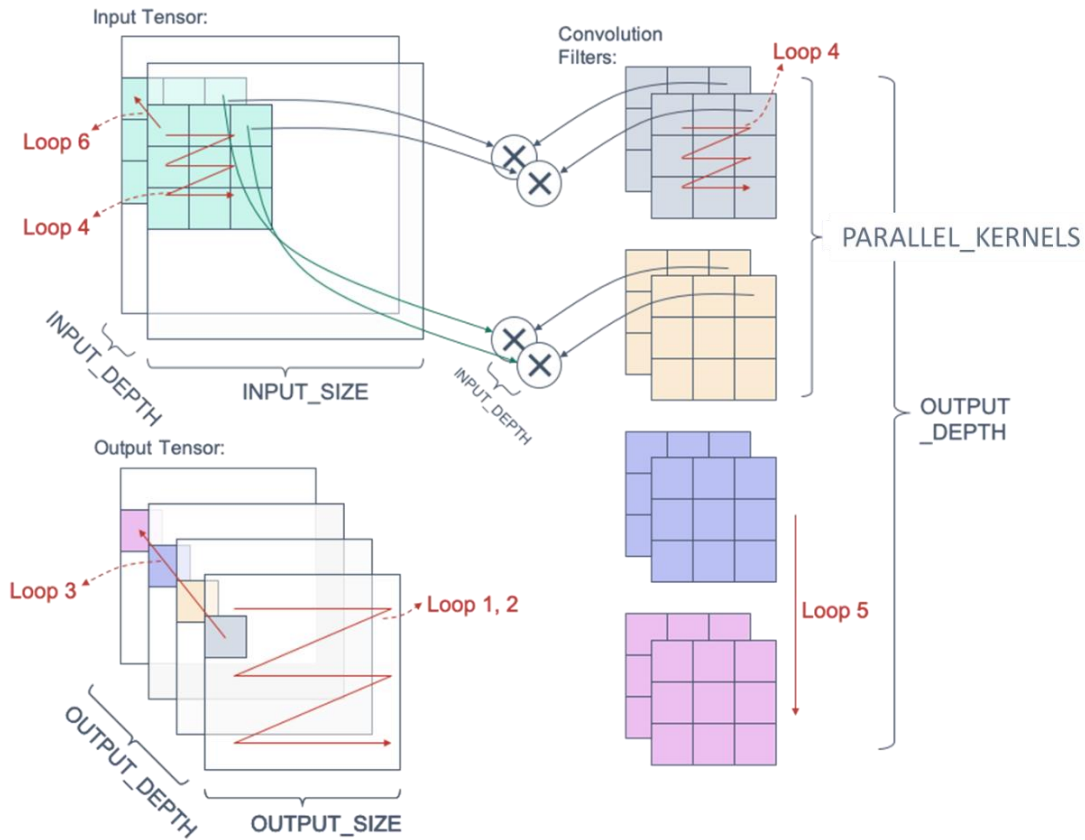 Input Tensor:
Convolution
Filters:
Loop 4
Loop 6
Loop 4
PARALLEL_KERNELS
INPUT_DEPTH
INPUT_SIZE
INPUT_DEPTH
OUTPUT
_DEPTH
Output Tensor:
Loop 3
Loop 1, 2
Loop 5
OUTPUT_DEPTH
OUTPUT_SIZE